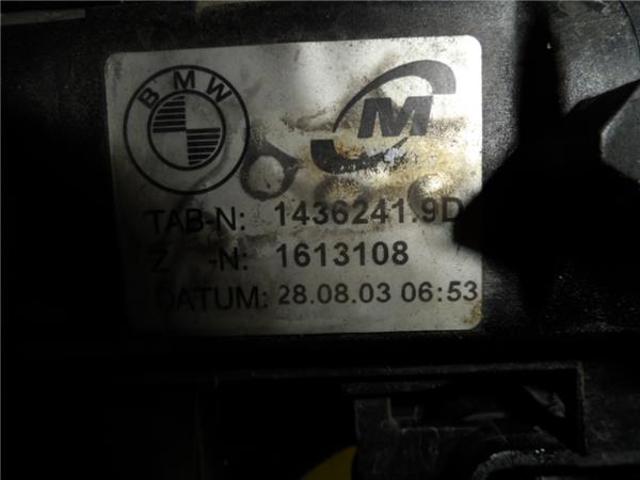 BMW
M
TAB-N: 1436241.9D
Z -N: 1613108
DATUM: 28.08.03 06:53